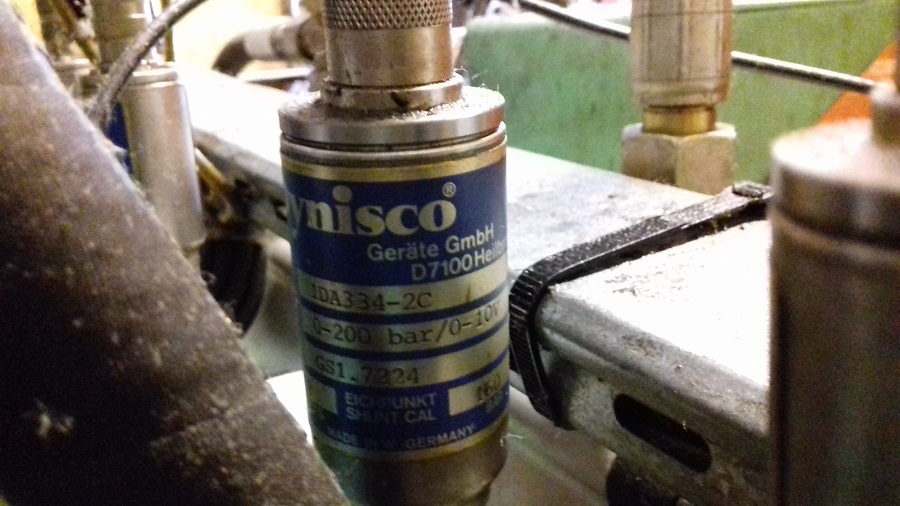 ynisco®
Geräte GmbH
D7100 Heilb
1DA334-2C
0-200 bar/0-10V
GS1.7224
EICHPUNKT 160
SHUNT CAL
MADE IN W. GERMANY